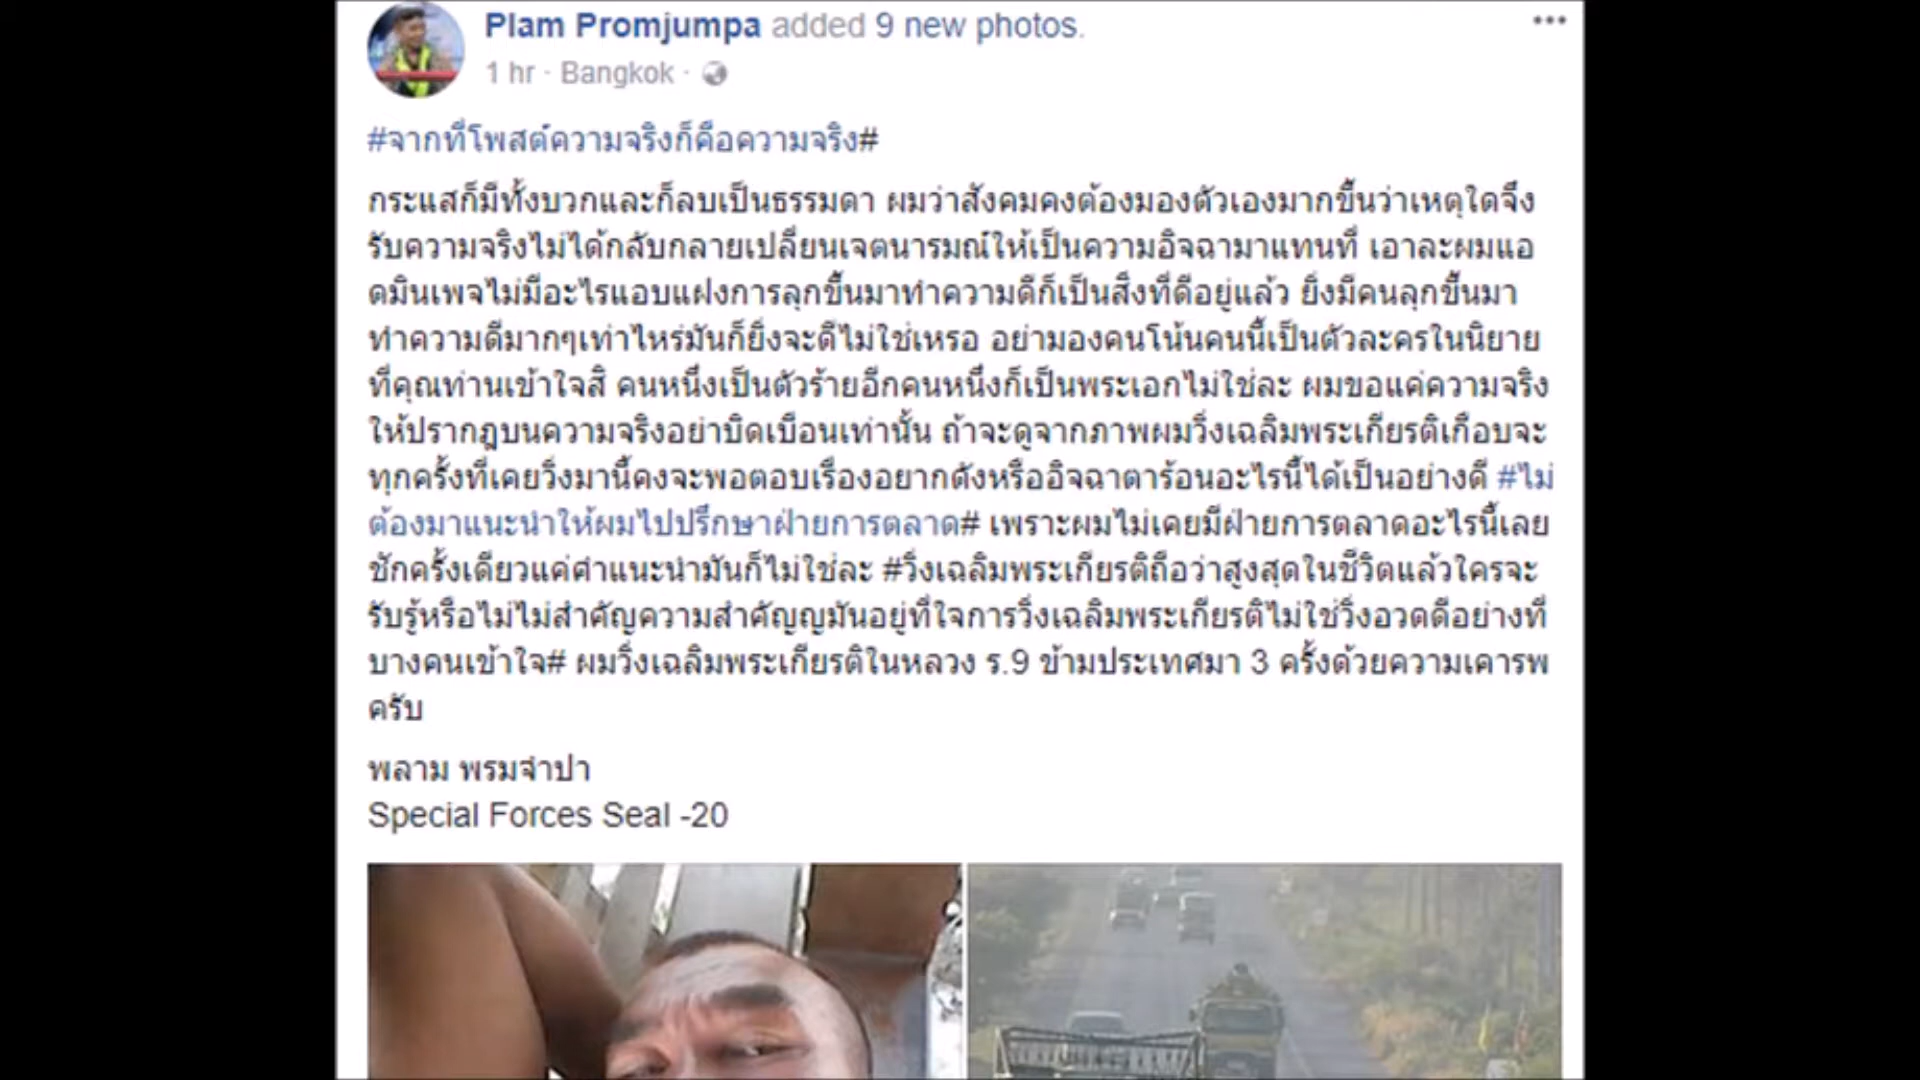 Plam Promjumpa added 9 new photos.
1 hr · Bangkok ·
#จากที่โพสต์ความจริงก็คือความจริง#
กระแสก็มีทั้งบวกและก็ลบเป็นธรรมดา ผมว่าสังคมคงต้องมองตัวเองมากขึ้นว่าเหตุใดจึง
รับความจริงไม่ได้กลับกลายเปลี่ยนเจตนารมณ์ให้เป็นความอิจฉามาแทนที่ เอาละผมแอ
ดมินเพจไม่มีอะไรแอบแฝงการลุกขึ้นมาทำความดีก็เป็นสิ่งที่ดีอยู่แล้ว ยิ่งมีคนลุกขึ้นมา
ทำความดีมากๆเท่าไหร่มันก็ยิ่งจะดีไม่ใช่เหรอ อย่ามองคนโน้นคนนี้เป็นตัวละครในนิยาย
ที่คุณท่านเข้าใจสิ คนหนึ่งเป็นตัวร้ายอีกคนหนึ่งก็เป็นพระเอกไม่ใช่ละ ผมขอแค่ความจริง
ให้ปรากฏบนความจริงอย่าบิดเบือนเท่านั้น ถ้าจะดูจากภาพผมวิ่งเฉลิมพระเกียรติเกือบจะ
ทุกครั้งที่เคยวิ่งมานี้คงจะพอตอบเรื่องอยากดังหรืออิจฉาตาร้อนอะไรนี้ได้เป็นอย่างดี #ไม่
ต้องมาแนะนำให้ผมไปปรึกษาฝ่ายการตลาด# เพราะผมไม่เคยมีฝ่ายการตลาดอะไรนี้เลย
ซักครั้งเดียวแค่คำแนะนำมันก็ไม่ใช่ละ #วิ่งเฉลิมพระเกียรติถือว่าสูงสุดในชีวิตแล้วใครจะ
รับรู้หรือไม่ไม่สำคัญความสำคัญญมันอยู่ที่ใจการวิ่งเฉลิมพระเกียรติไม่ใช่วิ่งอวดดีอย่างที่
บางคนเข้าใจ# ผมวิ่งเฉลิมพระเกียรติในหลวง ร.9 ข้ามประเทศมา 3 ครั้งด้วยความเคารพ
ครับ
พลาม พรมจำปา
Special Forces Seal -20